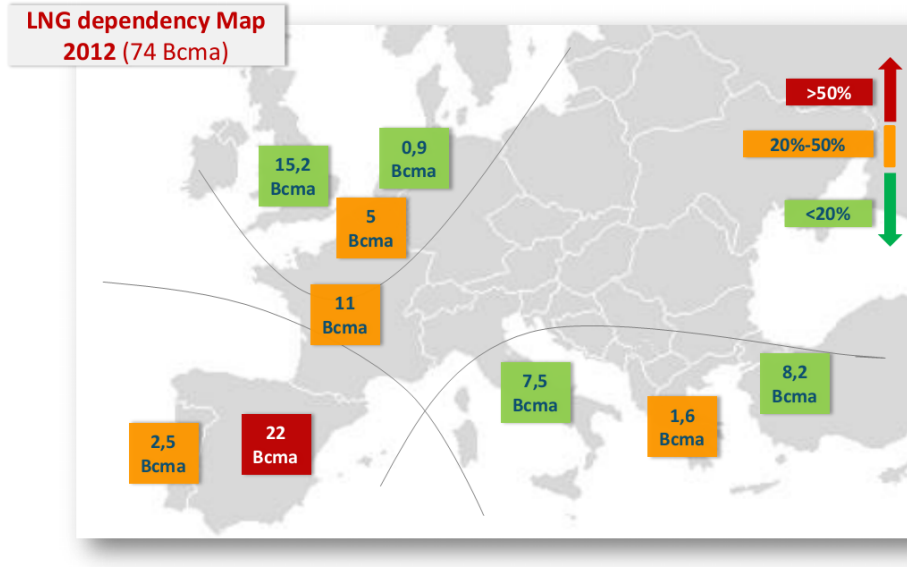 LNG dependency Map
2012 (74 Bcma)
>50%
20%-50%
<20%
15,2
Bcma
0,9
Bcma
5
Bcma
11
Bcma
7,5
Bcma
8,2
Bcma
1,6
Bcma
2,5
Bcma
22
Bcma